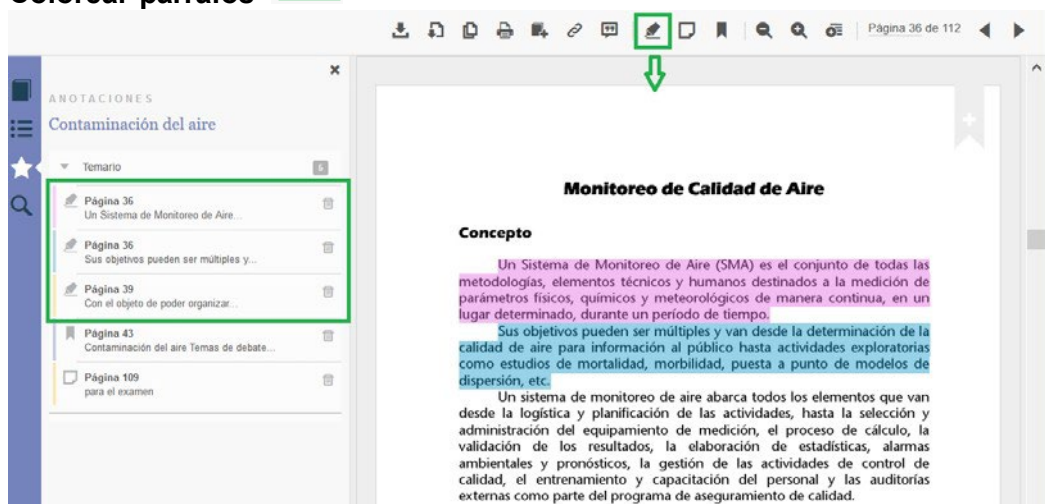 Colorear párrafos
Página 36 de 112
ANOTACIONES
Contaminación del aire
Temario
5
Página 36
Un Sistema de Monitoreo de Aire...
Página 36
Sus objetivos pueden ser múltiples y...
Página 39
Con el objeto de poder organizar...
Página 43
Contaminación del aire Temas de debate...
Página 109
para el examen
Monitoreo de Calidad de Aire
Concepto
Un Sistema de Monitoreo de Aire (SMA) es el conjunto de todas las
metodologías, elementos técnicos y humanos destinados a la medición de
parámetros físicos, químicos y meteorológicos de manera continua, en un
lugar determinado, durante un período de tiempo.
Sus objetivos pueden ser múltiples y van desde la determinación de la
calidad de aire para información al público hasta actividades exploratorias
como estudios de mortalidad, morbilidad, puesta a punto de modelos de
dispersión, etc.
Un sistema de monitoreo de aire abarca todos los elementos que van
desde la logística y planificación de las actividades, hasta la selección y
administración del equipamiento de medición, el proceso de cálculo, la
validación de los resultados, la elaboración de estadísticas, alarmas
ambientales y pronósticos, la gestión de las actividades de control de
calidad, el entrenamiento y capacitación del personal y las auditorías
externas como parte del programa de aseguramiento de calidad.